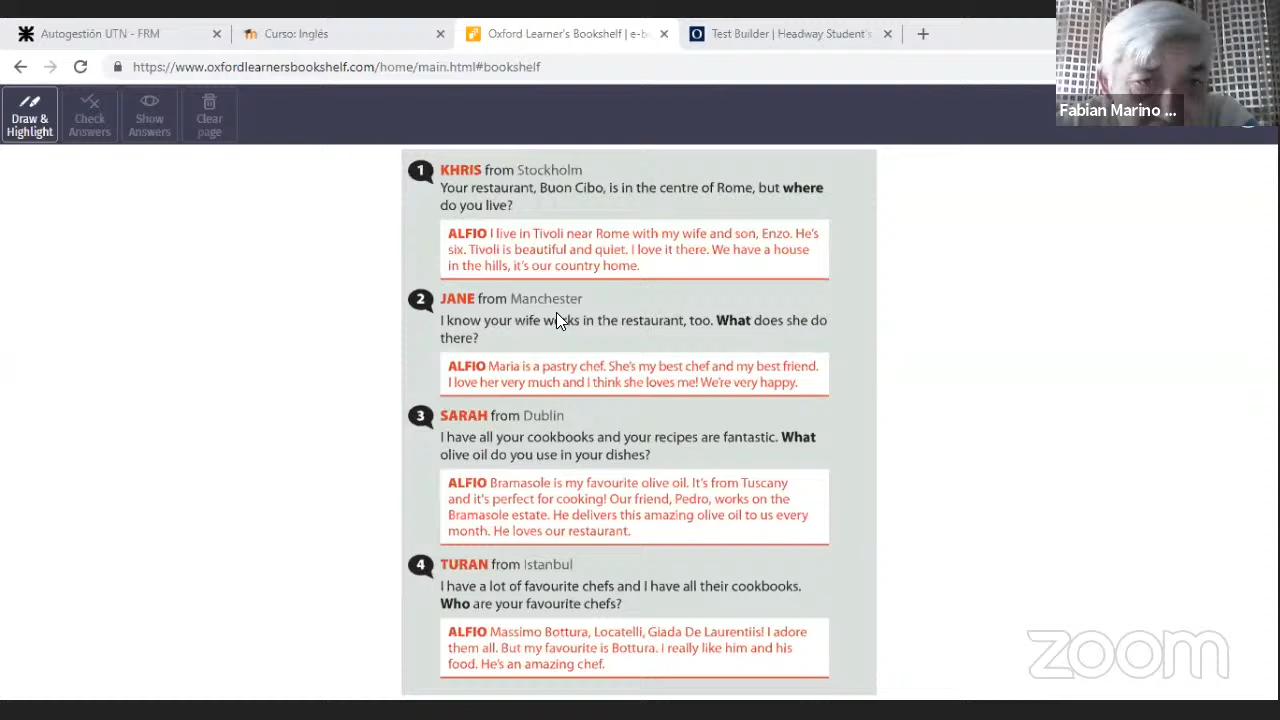 Autogestión UTN - FRM
Curso: Inglés
Oxford Learner's Bookshelf | e-b
Test Builder | Headway Student's
https://www.oxfordlearnersbookshelf.com/home/main.html#bookshelf
Fabian Marino ...
Draw & Highlight
Check Answers
Show Answers
Clear page
1 KHRIS from Stockholm
Your restaurant, Buon Cibo, is in the centre of Rome, but where
do you live?
ALFIO I live in Tivoli near Rome with my wife and son, Enzo. He's
six. Tivoli is beautiful and quiet. I love it there. We have a house
in the hills, it's our country home.
2 JANE from Manchester
I know your wife works in the restaurant, too. What does she do
there?
ALFIO Maria is a pastry chef. She's my best chef and my best friend.
I love her very much and I think she loves me! We're very happy.
3 SARAH from Dublin
I have all your cookbooks and your recipes are fantastic. What
olive oil do you use in your dishes?
ALFIO Bramasole is my favourite olive oil. It's from Tuscany
and it's perfect for cooking! Our friend, Pedro, works on the
Bramasole estate. He delivers this amazing olive oil to us every
month. He loves our restaurant.
4 TURAN from Istanbul
I have a lot of favourite chefs and I have all their cookbooks.
Who are your favourite chefs?
ALFIO Massimo Bottura, Locatelli, Giada De Laurentiis! I adore
them all. But my favourite is Bottura. I really like him and his
food. He's an amazing chef.
zoom